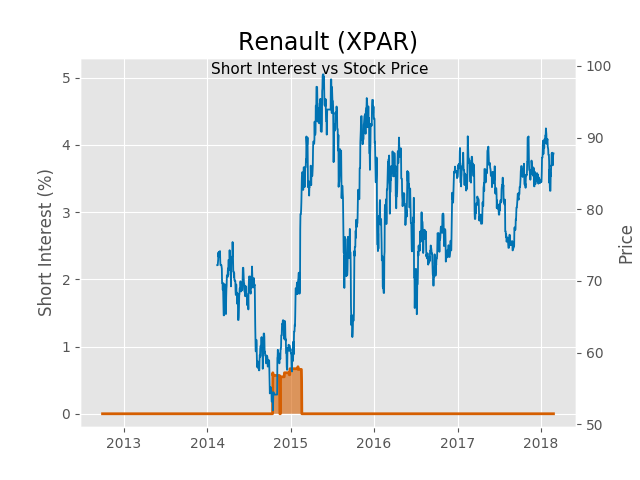 Renault (XPAR)
Short Interest vs Stock Price
Short Interest (%)
5
4
3
2
1
0
100
90
80
70
60
50
Price
2013 2014 2015 2016 2017 2018